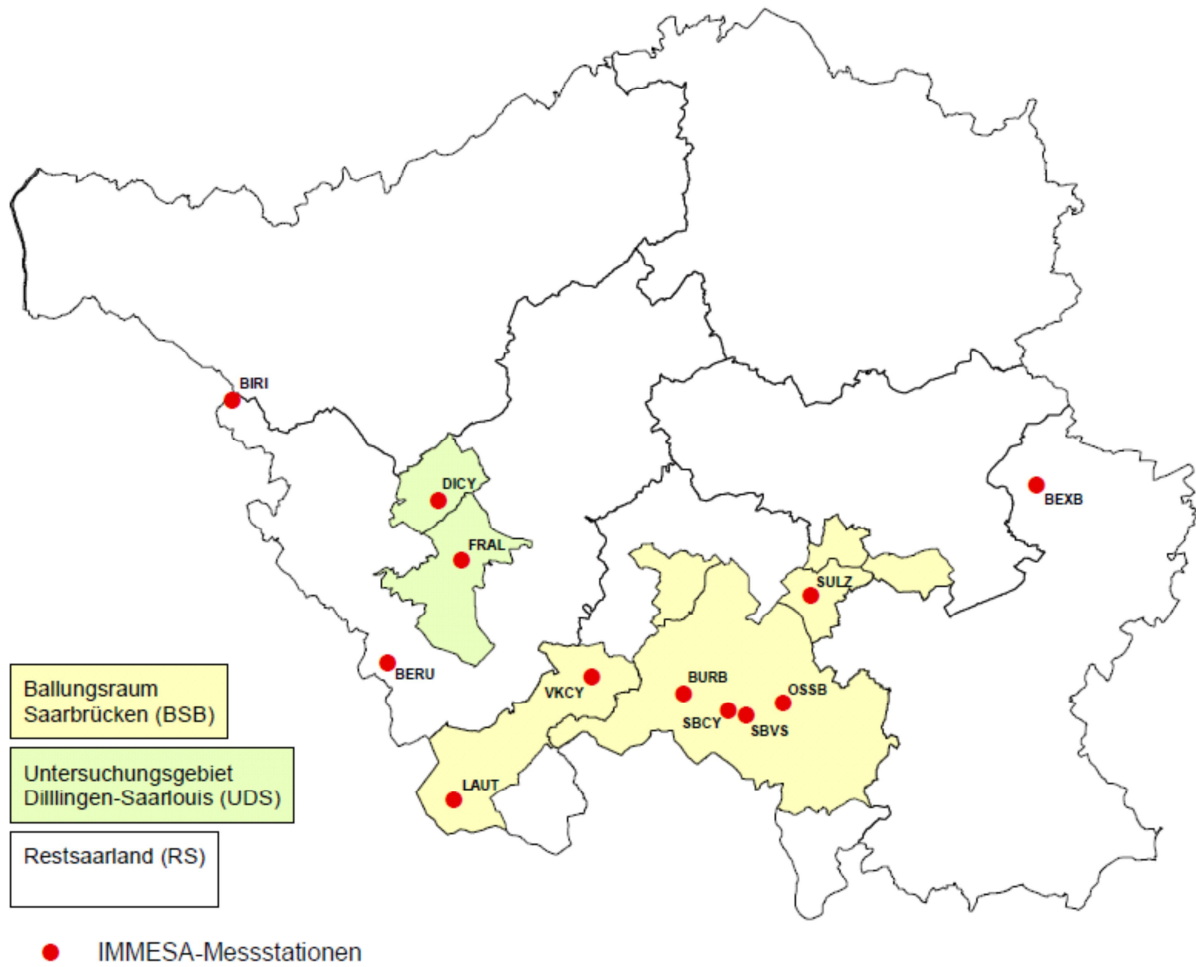 BIRI
DICY
BEXB
FRAL
SULZ
BERU
VKCY
BURB
OSSB
SBCY
SBVS
LAUT
Ballungsraum
Saarbrücken (BSB)
Untersuchungsgebiet
Dilllingen-Saarlouis (UDS)
Restsaarland (RS)
IMMESA-Messstationen